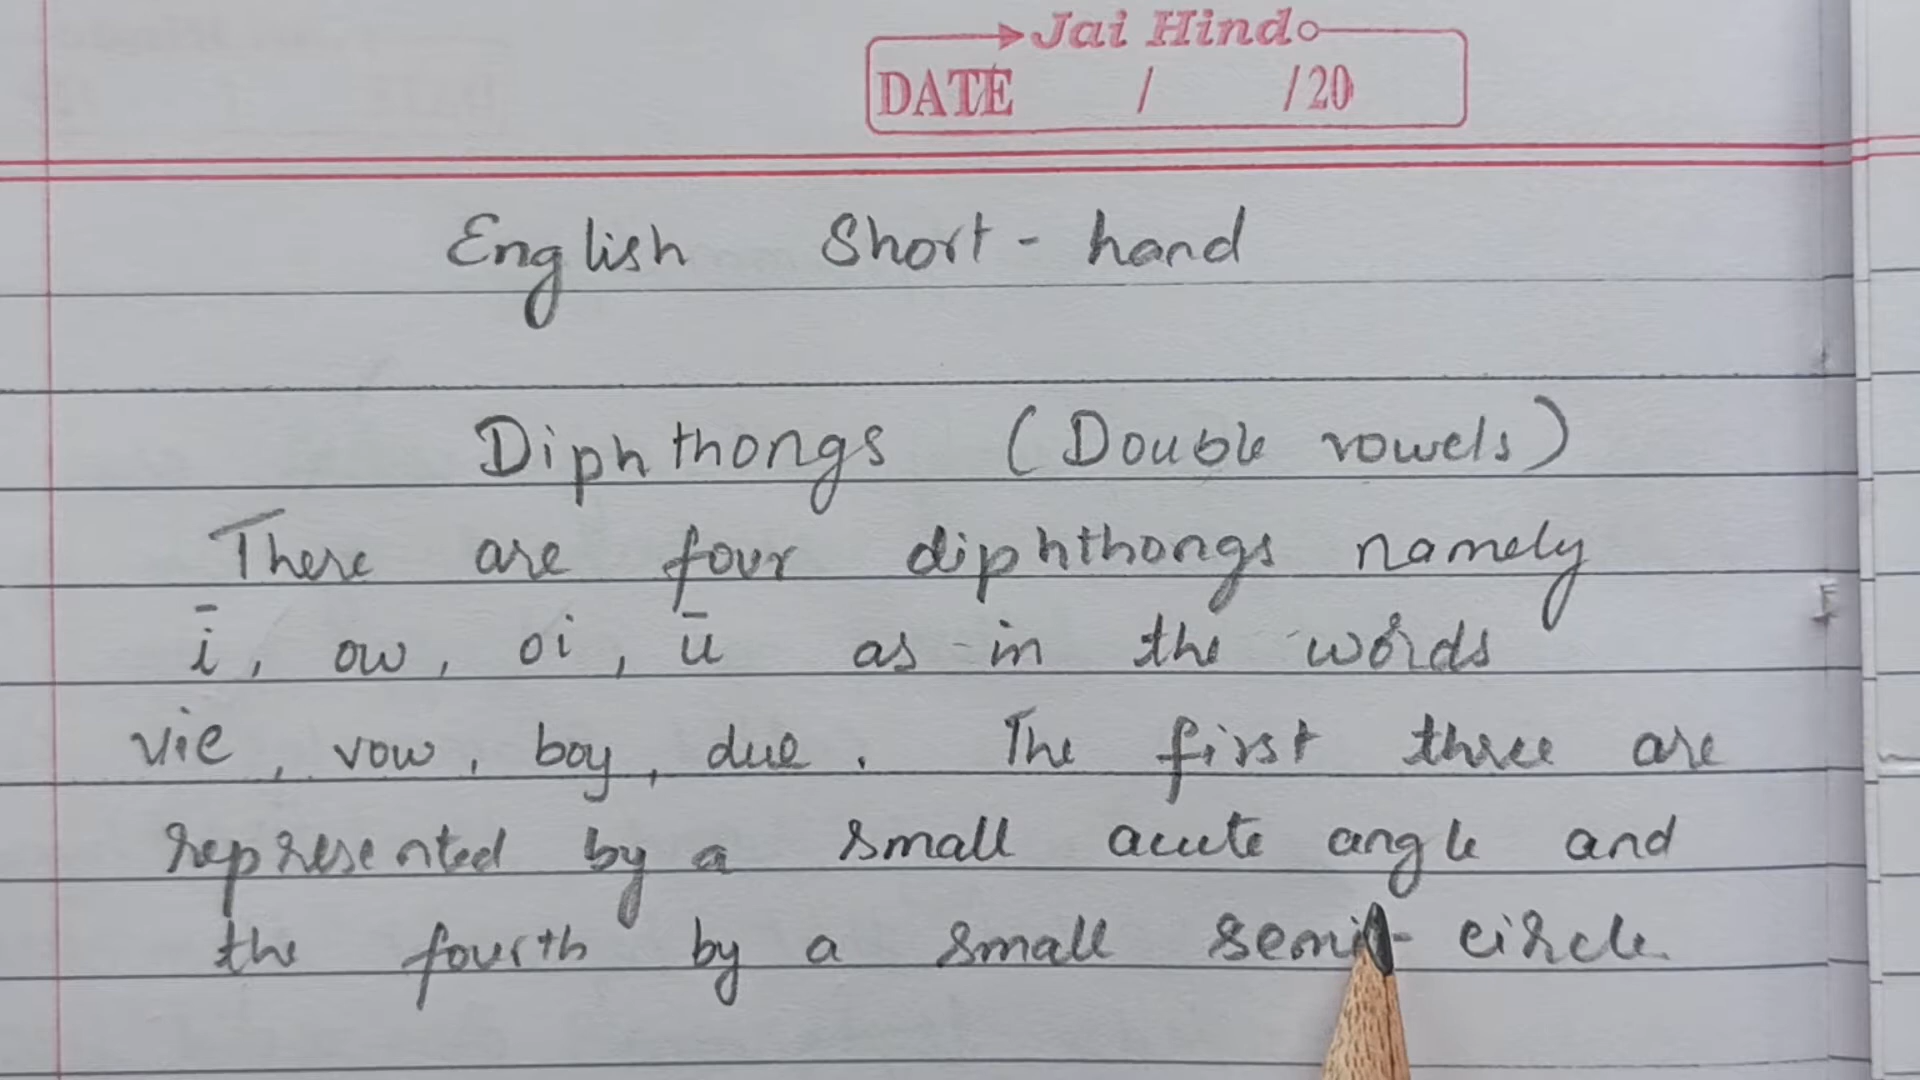 Jai Hind
DATE / /20
English Short-hand
Diphthongs (Double vowels)
There are four diphthongs namely
ī, ow, oi, ū as in the words
vie, vow, boy, due. The first three are
represented by a small acute angle and
the fourth by a small semi-circle.